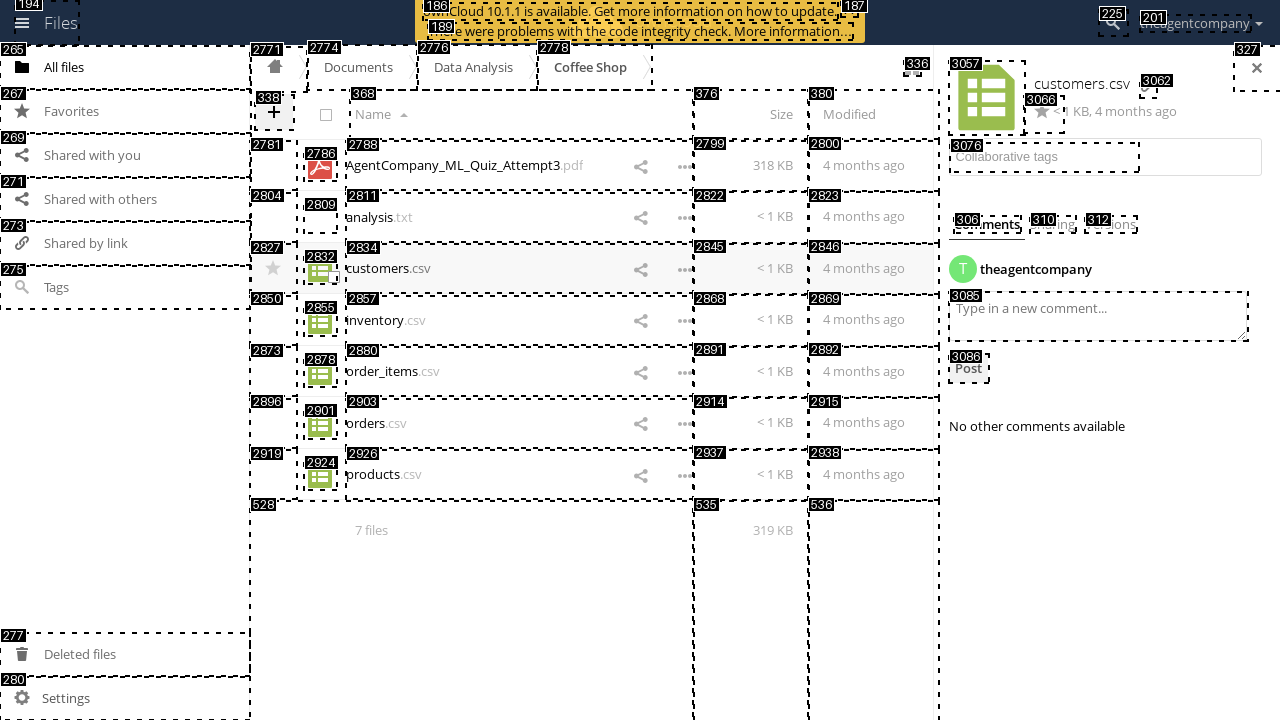 194
Files
186
ownCloud 10.1.1 is available. Get more information on how to update.
187
189
There were problems with the code integrity check. More information…
225
201
theagentcompany
265
All files
267
Favorites
269
Shared with you
271
Shared with others
273
Shared by link
275
Tags
277
Deleted files
280
Settings
2771
2774
Documents
2776
Data Analysis
2778
Coffee Shop
336
327
338
368
Name
376
Size
380
Modified
2781
2786
2788
AgentCompany_ML_Quiz_Attempt3.pdf
2799
318 KB
2800
4 months ago
2804
2809
2811
analysis.txt
2822
< 1 KB
2823
4 months ago
2827
2832
2834
customers.csv
2845
< 1 KB
2846
4 months ago
2850
2855
2857
inventory.csv
2868
< 1 KB
2869
4 months ago
2873
2878
2880
order_items.csv
2891
< 1 KB
2892
4 months ago
2896
2901
2903
orders.csv
2914
< 1 KB
2915
4 months ago
2919
2924
2926
products.csv
2937
< 1 KB
2938
4 months ago
528
7 files
535
319 KB
536
3057
customers.csv
3062
3066
< 1 KB, 4 months ago
3076
Collaborative tags
306
Comments
310
Sharing
312
Versions
T
theagentcompany
3085
Type in a new comment...
3086
Post
No other comments available